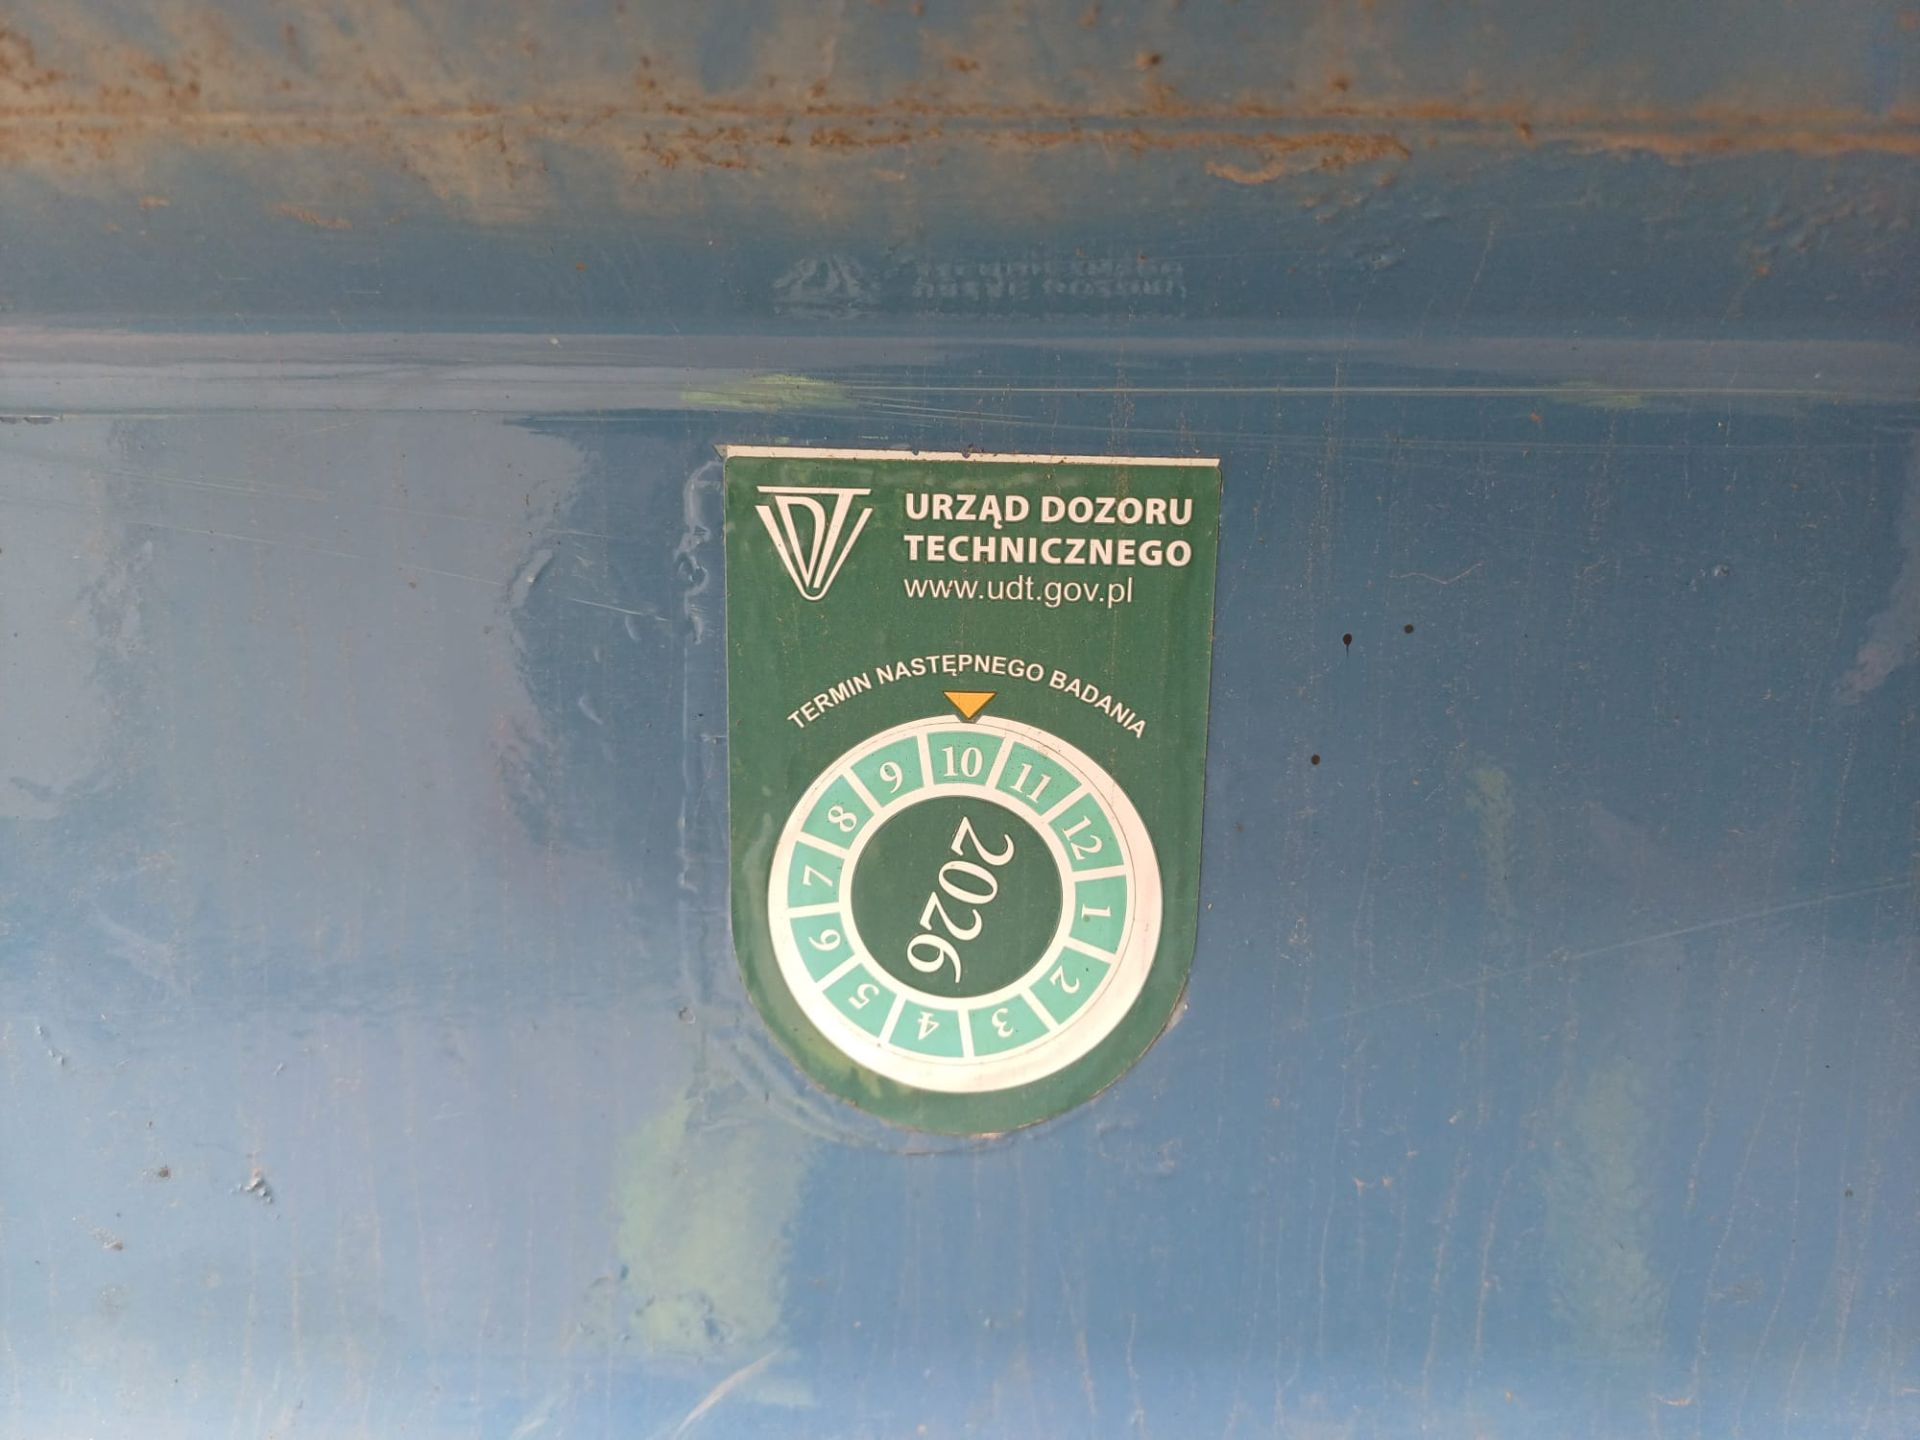 UDT
URZĄD DOZORU
TECHNICZNEGO
www.udt.gov.pl
TERMIN NASTĘPNEGO BADANIA
10
11
12
1
2
3
4
5
6
7
8
9
2026